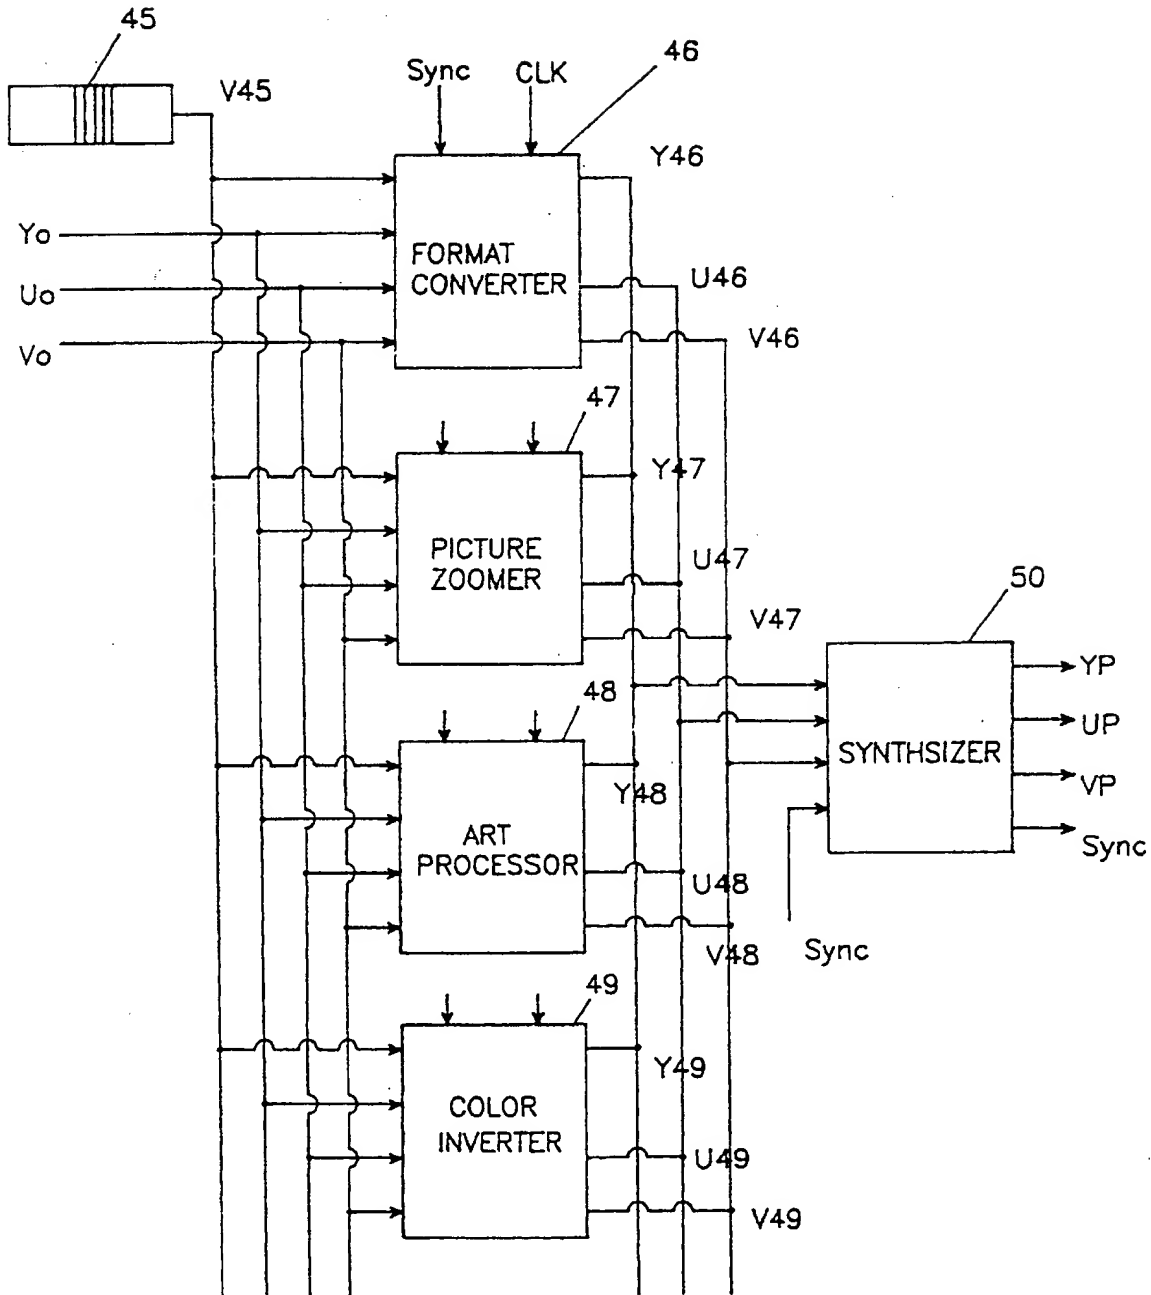 45
V45
Sync
CLK
46
Y46
Yo
FORMAT
CONVERTER
Uo
U46
Vo
V46
47
Y47
PICTURE
ZOOMER
U47
V47
50
48
YP
UP
SYNTHSIZER
VP
Sync
Y48
ART
PROCESSOR
U48
V48
Sync
49
Y49
COLOR
INVERTER
U49
V49